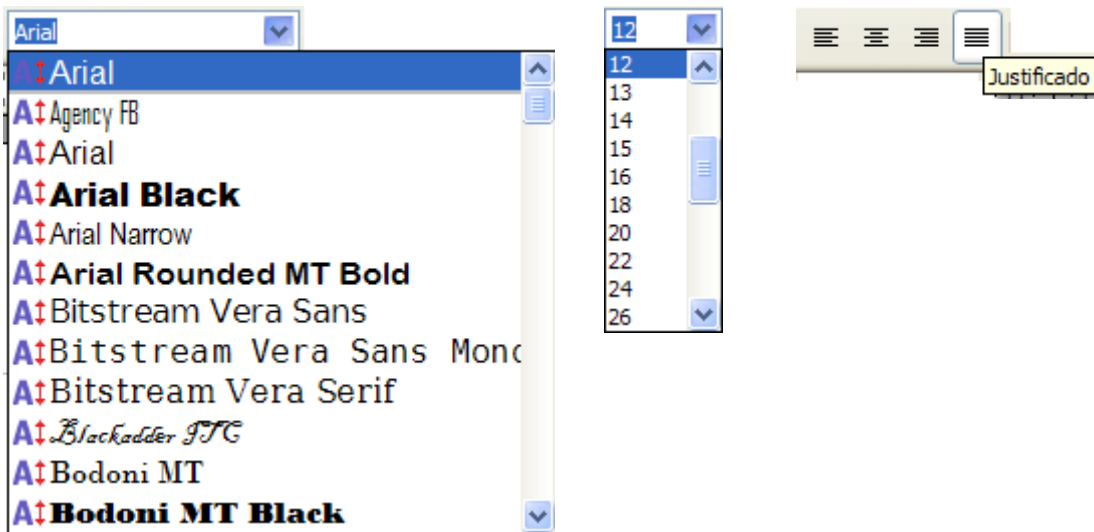 Arial
Arial
Agency FB
Arial
Arial Black
Arial Narrow
Arial Rounded MT Bold
Bitstream Vera Sans
Bitstream Vera Sans Mono
Bitstream Vera Serif
Blackadder ITC
Bodoni MT
Bodoni MT Black
12
12
13
14
15
16
18
20
22
24
26
Justificado